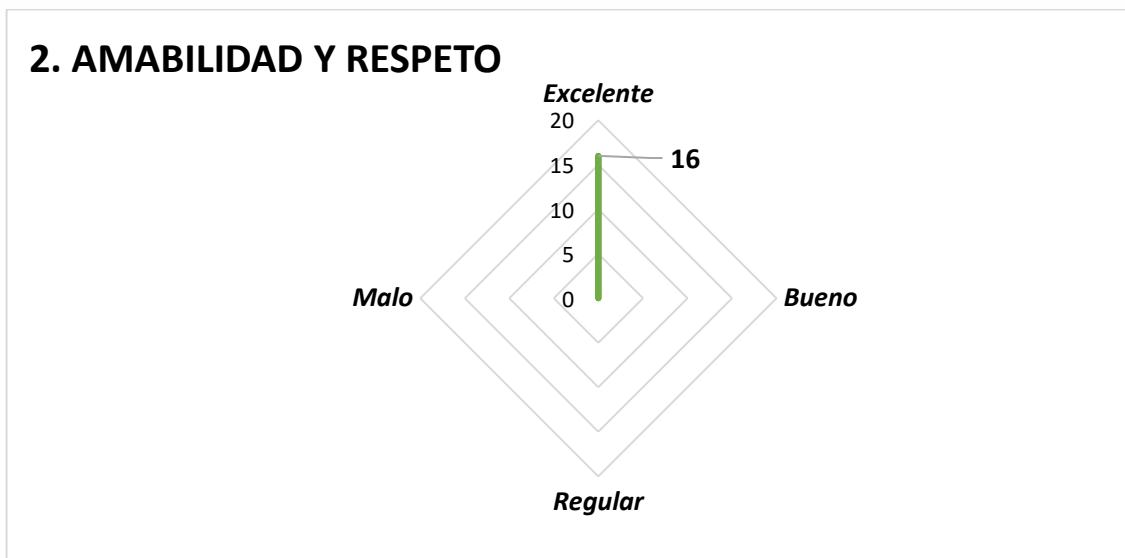 2. AMABILIDAD Y RESPETO
Excelente
20
16
15
10
5
Malo
0
Bueno
Regular